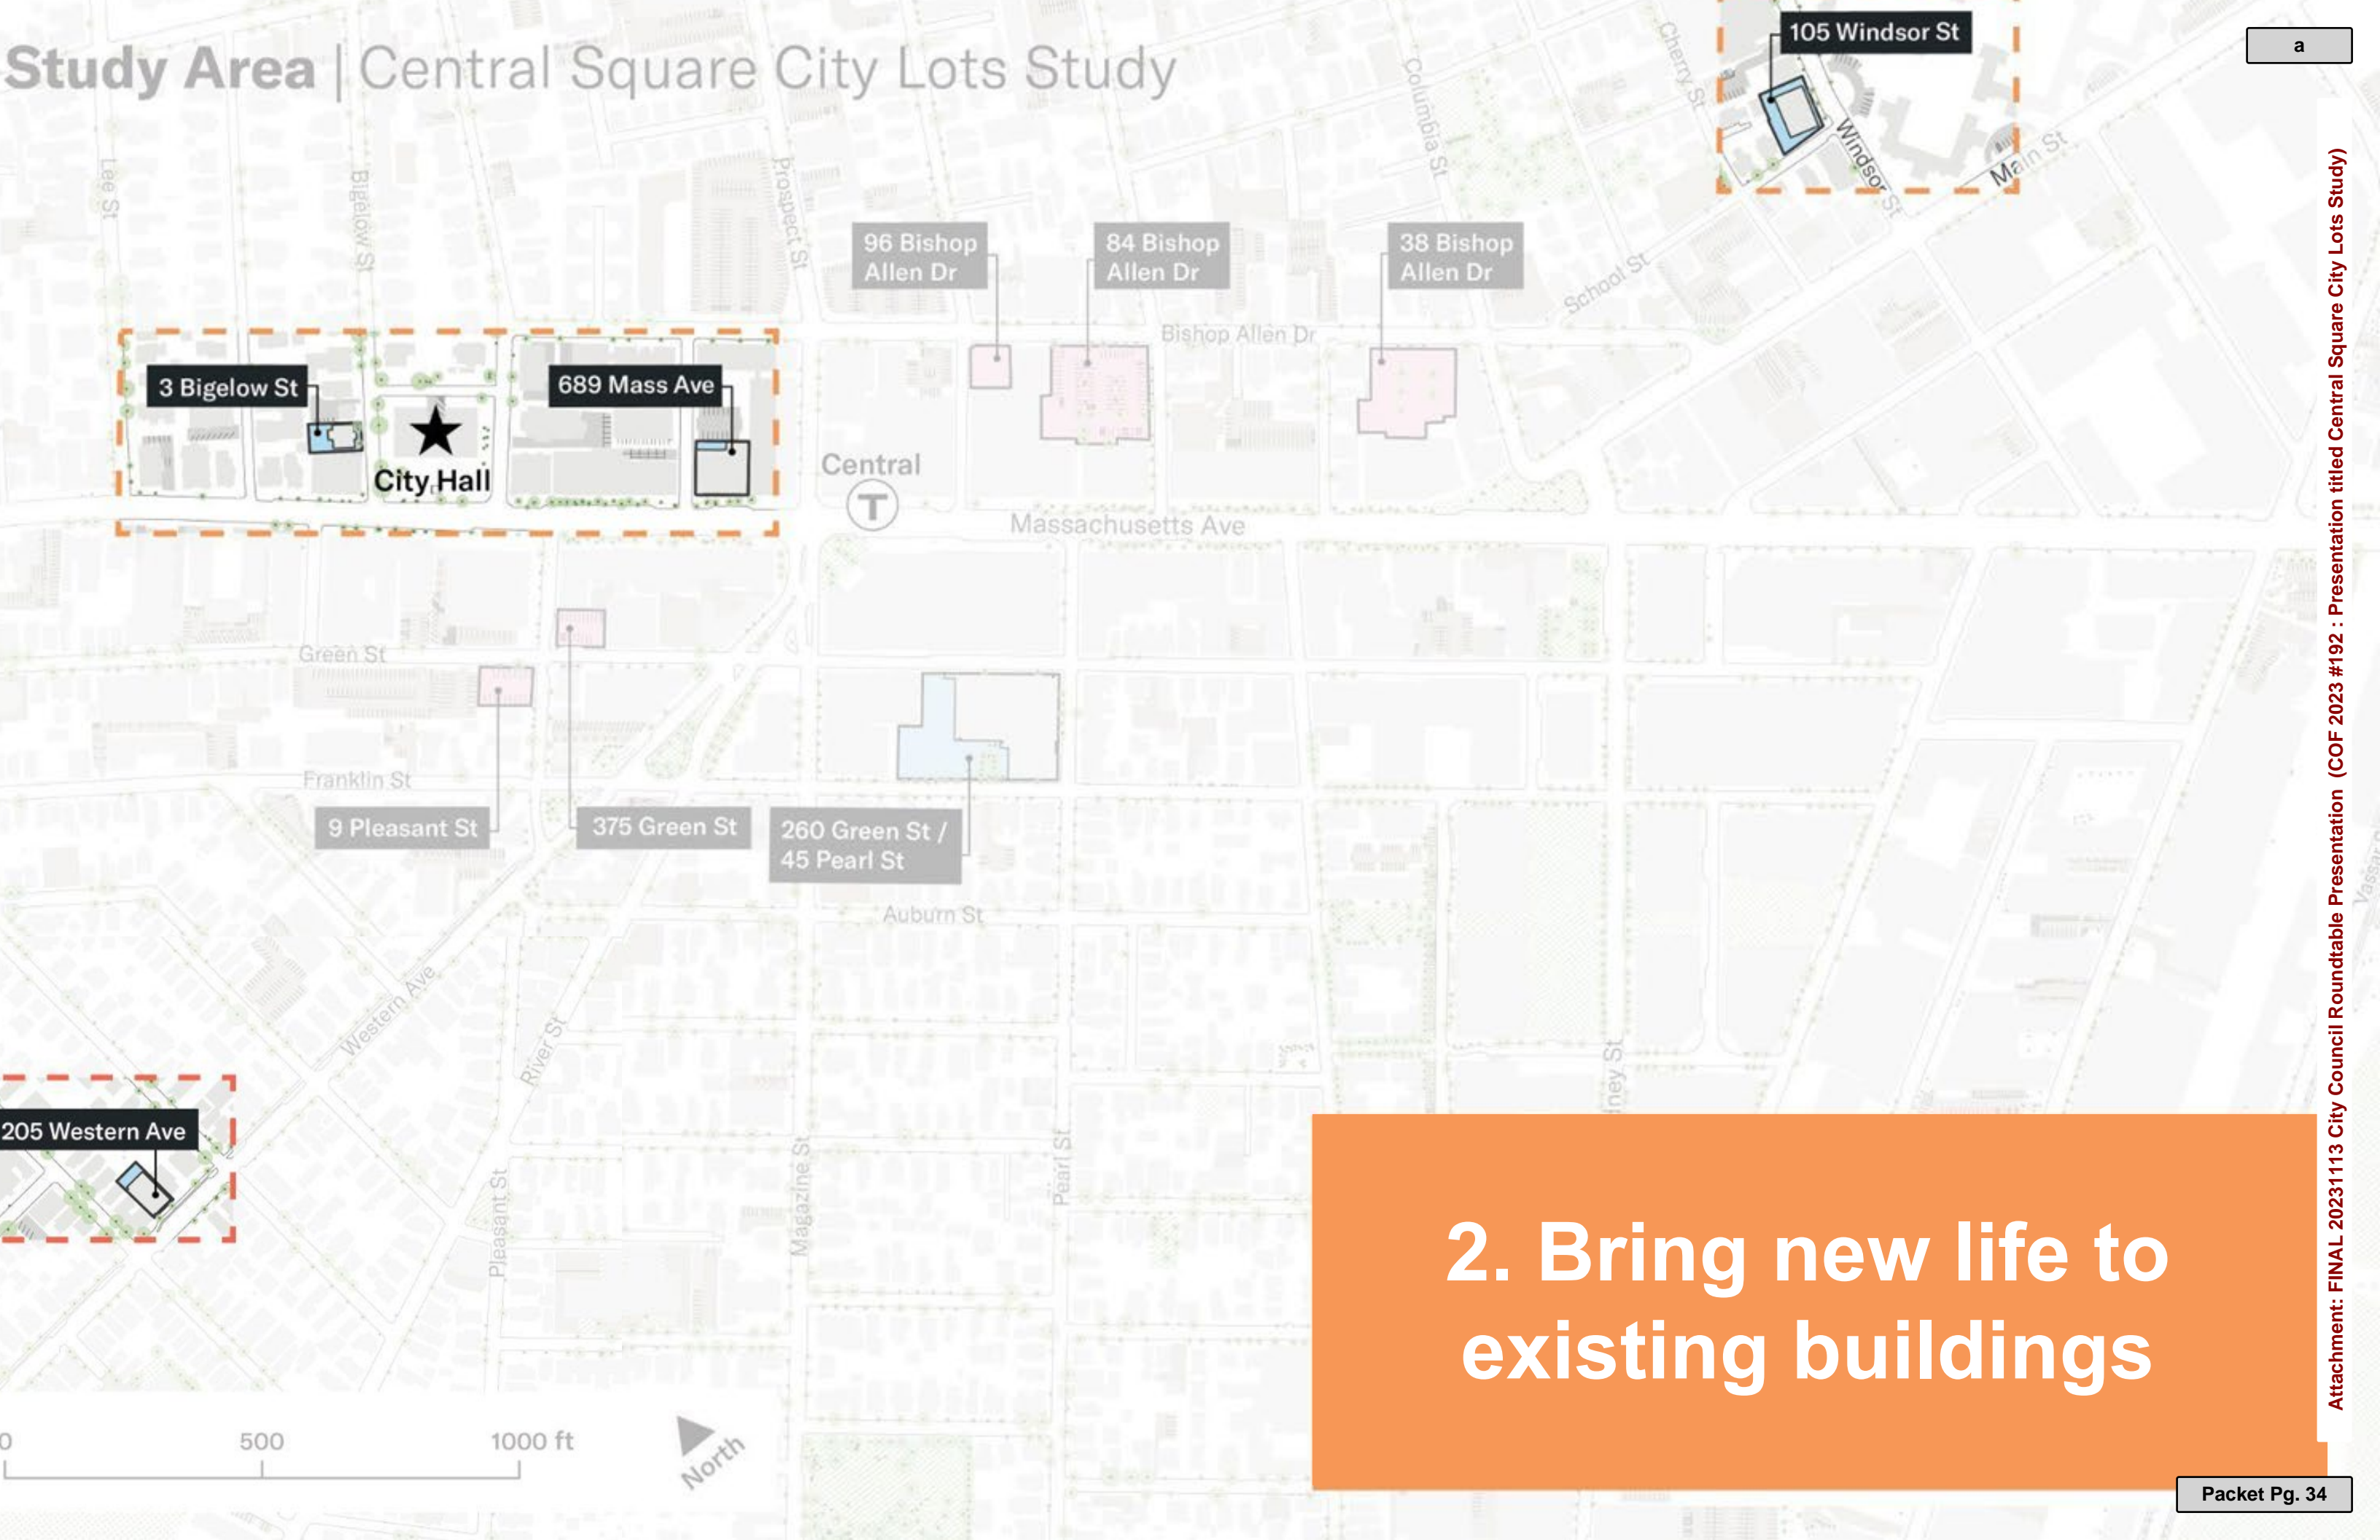 Study Area | Central Square City Lots Study
105 Windsor St
a
Cherry St
Columbia St
Windsor St
Main St
Lee St
Bigelow St
Prospect St
96 Bishop
Allen Dr
84 Bishop
Allen Dr
38 Bishop
Allen Dr
School St
Bishop Allen Dr
3 Bigelow St
689 Mass Ave
City Hall
Central
T
Massachusetts Ave
Green St
Franklin St
9 Pleasant St
375 Green St
260 Green St /
45 Pearl St
Auburn St
Western Ave
River St
205 Western Ave
Pleasant St
Magazine St
Pearl St
ney St
Vassar
2. Bring new life to
existing buildings
0
500
1000 ft
North
Attachment: FINAL 20231113 City Council Roundtable Presentation (COF 2023 #192 : Presentation titled Central Square City Lots Study)
Packet Pg. 34